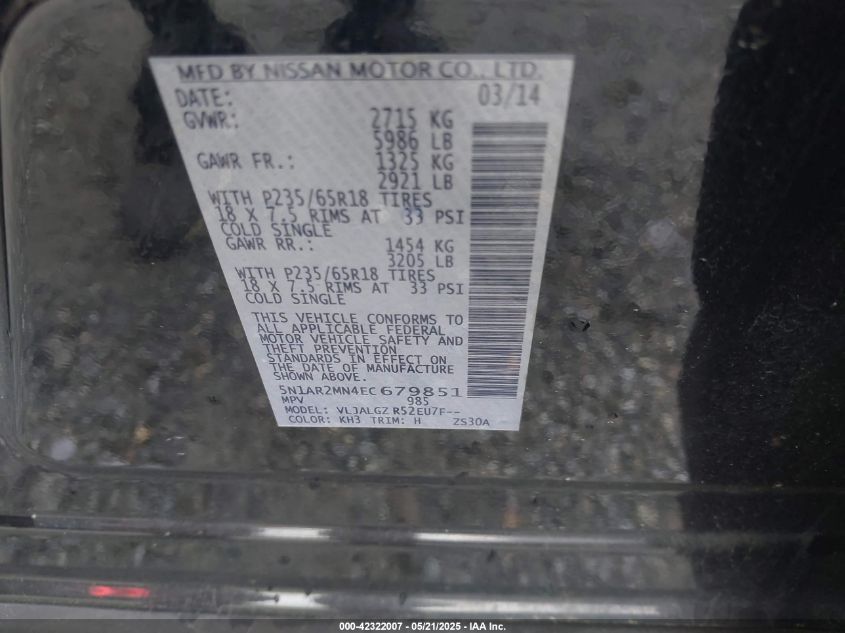 MFD BY NISSAN MOTOR CO., LTD.
DATE: 03/14
GVWR: 2715 KG
5986 LB
GAWR FR.: 1325 KG
2921 LB
WITH P235/65R18 TIRES
18 X 7.5 RIMS AT 33 PSI
COLD SINGLE
GAWR RR.: 1454 KG
3205 LB
WITH P235/65R18 TIRES
18 X 7.5 RIMS AT 33 PSI
COLD SINGLE
THIS VEHICLE CONFORMS TO
ALL APPLICABLE FEDERAL
MOTOR VEHICLE SAFETY AND
THEFT PREVENTION
STANDARDS IN EFFECT ON
THE DATE OF MANUFACTURE
SHOWN ABOVE
5N1AR2MN4EC679851
MPV 985
MODEL: VLJALGZ R52EU7F--
COLOR: KH3 TRIM: H ZS30A
000-42322007 - 05/21/2025 - IAA Inc.